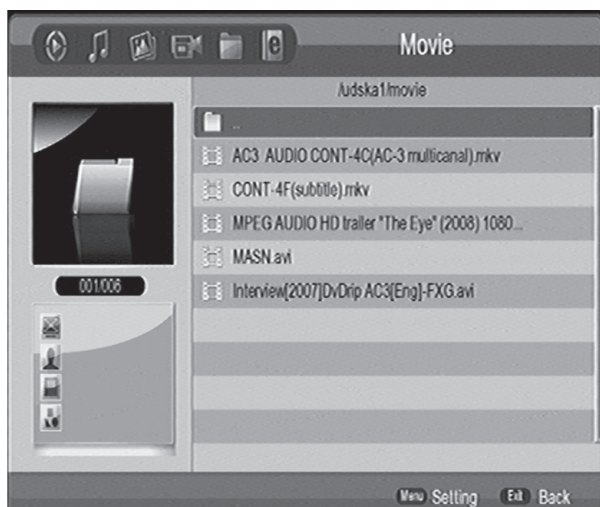 Movie
/udska1/movie
..
AC3 AUDIO CONT-4C(AC-3 multicanal).mkv
CONT-4F(subtitle).mkv
MPEG AUDIO HD trailer "The Eye" (2008) 1080...
MASN.avi
Interview[2007]DvDrip AC3[Eng]-FXG.avi
001/006
Menu Setting Exit Back